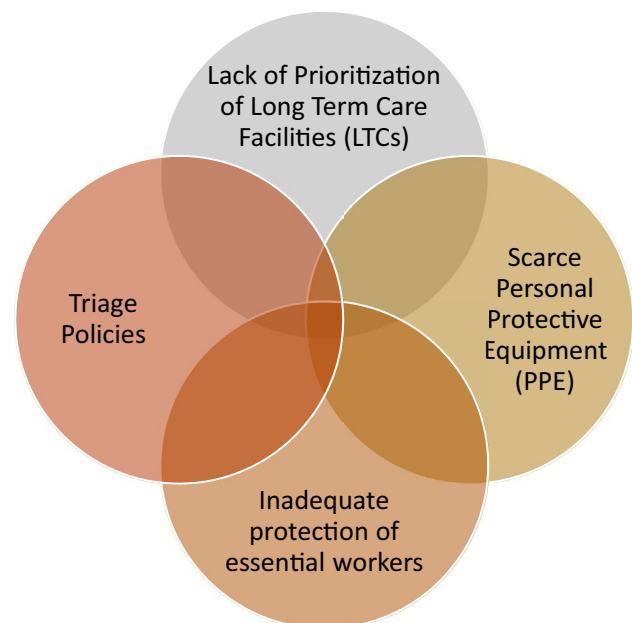 Lack of Prioritization
of Long Term Care
Facilities (LTCs)
Triage
Policies
Scarce
Personal
Protective
Equipment
(PPE)
Inadequate
protection of
essential workers